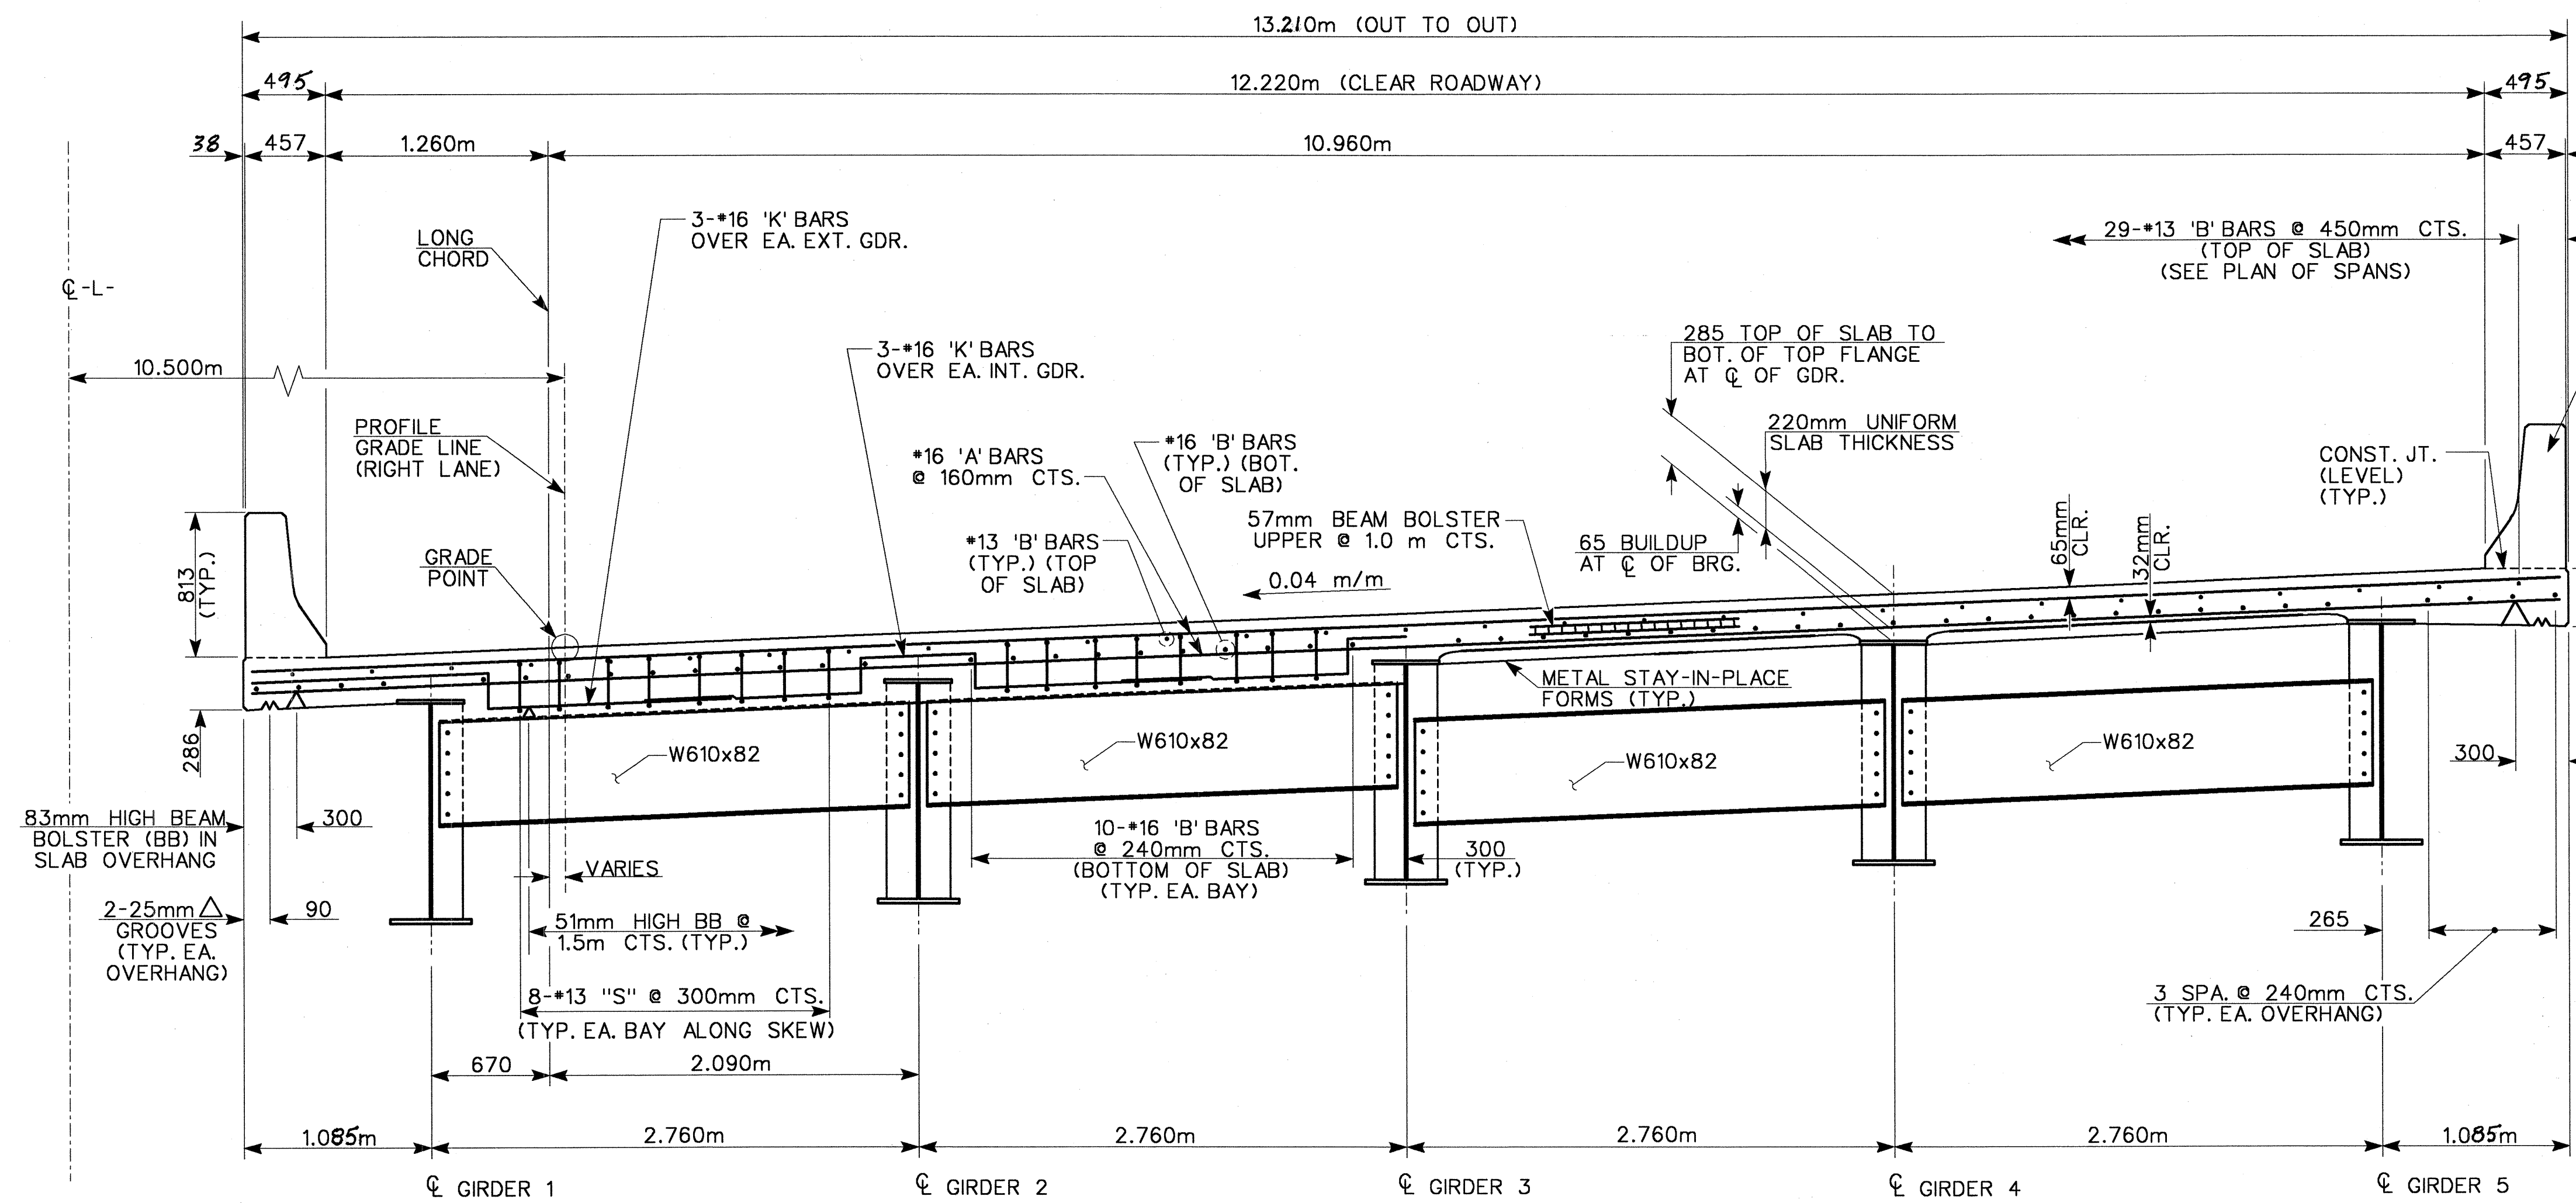 13.210m (OUT TO OUT)
495
12.220m (CLEAR ROADWAY)
495
38
457
1.260m
10.960m
457
3-#16 'K' BARS
OVER EA. EXT. GDR.
LONG
CHORD
29-#13 'B' BARS @ 450mm CTS.
(TOP OF SLAB)
(SEE PLAN OF SPANS)
℄ -L-
285 TOP OF SLAB TO
BOT. OF TOP FLANGE
AT ℄ OF GDR.
3-#16 'K' BARS
OVER EA. INT. GDR.
10.500m
220mm UNIFORM
SLAB THICKNESS
PROFILE
GRADE LINE
(RIGHT LANE)
#16 'A' BARS
@ 160mm CTS.
#16 'B' BARS
(TYP.) (BOT.
OF SLAB)
CONST. JT.
(LEVEL)
(TYP.)
57mm BEAM BOLSTER
UPPER @ 1.0 m CTS.
65 BUILDUP
AT ℄ OF BRG.
65mm
CLR.
32mm
CLR.
#13 'B' BARS
(TYP.) (TOP
OF SLAB)
GRADE
POINT
813
(TYP.)
0.04 m/m
METAL STAY-IN-PLACE
FORMS (TYP.)
286
W610x82
W610x82
W610x82
W610x82
300
83mm HIGH BEAM
BOLSTER (BB) IN
SLAB OVERHANG
300
10-#16 'B' BARS
@ 240mm CTS.
(BOTTOM OF SLAB)
(TYP. EA. BAY)
300
(TYP.)
VARIES
2-25mm △
GROOVES
(TYP. EA.
OVERHANG)
90
51mm HIGH BB @
1.5m CTS. (TYP.)
265
8-#13 "S" @ 300mm CTS.
(TYP. EA. BAY ALONG SKEW)
3 SPA. @ 240mm CTS.
(TYP. EA. OVERHANG)
670
2.090m
1.085m
2.760m
2.760m
2.760m
2.760m
1.085m
℄ GIRDER 1
℄ GIRDER 2
℄ GIRDER 3
℄ GIRDER 4
℄ GIRDER 5